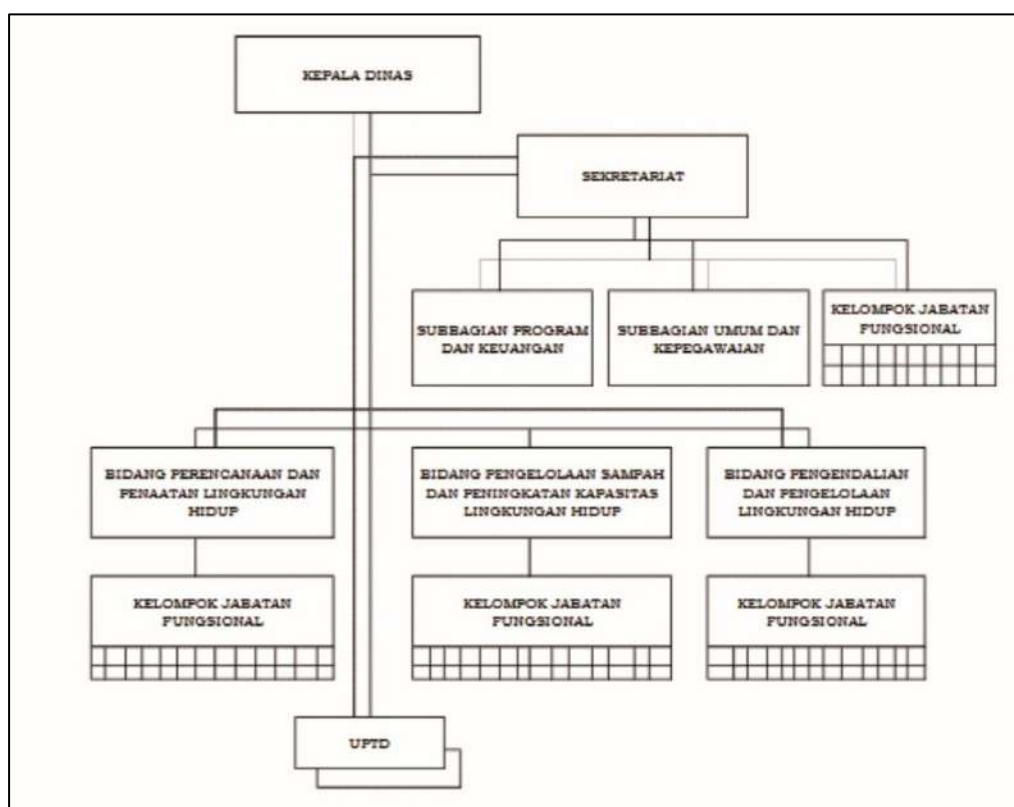 KEPALA DINAS
SEKRETARIAT
SUBBAGIAN PROGRAM
DAN KEUANGAN
SUBBAGIAN UMUM DAN
KEPEGAWAIAN
KELOMPOK JABATAN
FUNGSIONAL
BIDANG PERENCANAAN DAN
PENAATAN LINGKUNGAN
HIDUP
BIDANG PENGELOLAAN SAMPAH
DAN PENINGKATAN KAPASITAS
LINGKUNGAN HIDUP
BIDANG PENGENDALIAN
DAN PENGELOLAAN
LINGKUNGAN HIDUP
KELOMPOK JABATAN
FUNGSIONAL
KELOMPOK JABATAN
FUNGSIONAL
KELOMPOK JABATAN
FUNGSIONAL
UPTD